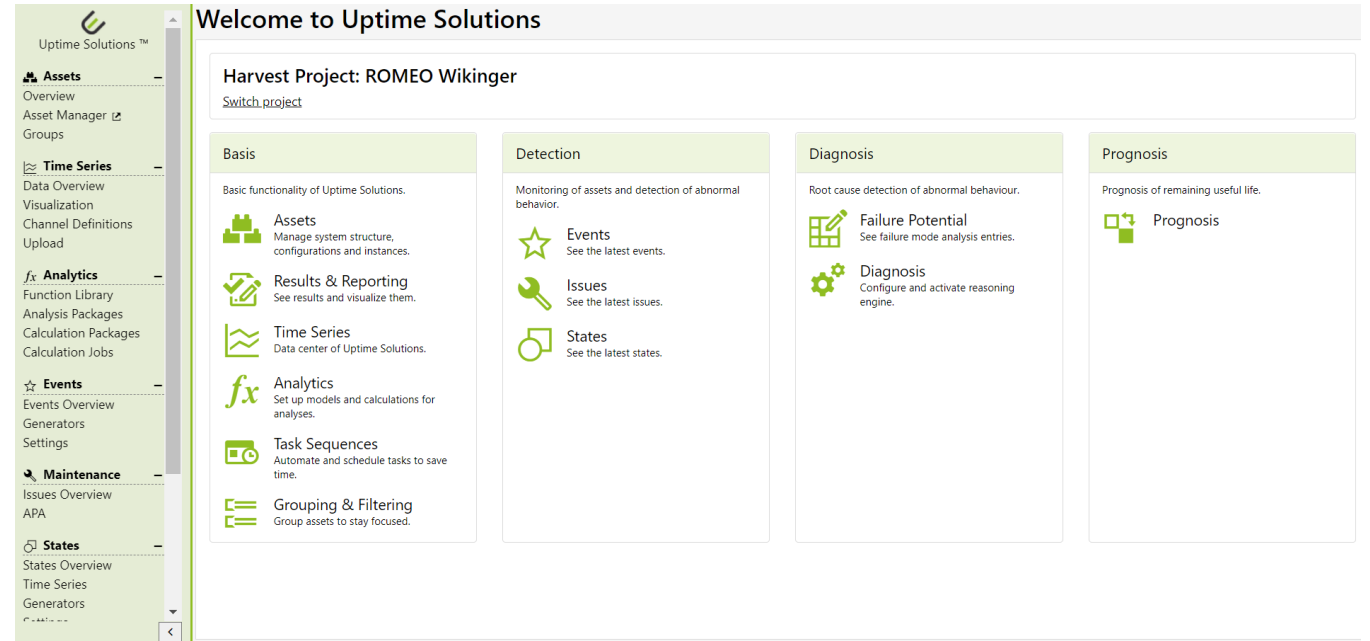 Uptime Solutions ™
Assets
Overview
Asset Manager
Groups
Time Series
Data Overview
Visualization
Channel Definitions
Upload
fx Analytics
Function Library
Analysis Packages
Calculation Packages
Calculation Jobs
Events
Events Overview
Generators
Settings
Maintenance
Issues Overview
APA
States
States Overview
Time Series
Generators
Settings
Welcome to Uptime Solutions
Harvest Project: ROMEO Wikinger
Switch project
Basis
Basic functionality of Uptime Solutions.
Assets
Manage system structure,
configurations and instances.
Results & Reporting
See results and visualize them.
Time Series
Data center of Uptime Solutions.
fx
Analytics
Set up models and calculations for
analyses.
Task Sequences
Automate and schedule tasks to save
time.
Grouping & Filtering
Group assets to stay focused.
Detection
Monitoring of assets and detection of abnormal
behavior.
Events
See the latest events.
Issues
See the latest issues.
States
See the latest states.
Diagnosis
Root cause detection of abnormal behaviour.
Failure Potential
See failure mode analysis entries.
Diagnosis
Configure and activate reasoning
engine.
Prognosis
Prognosis of remaining useful life.
Prognosis